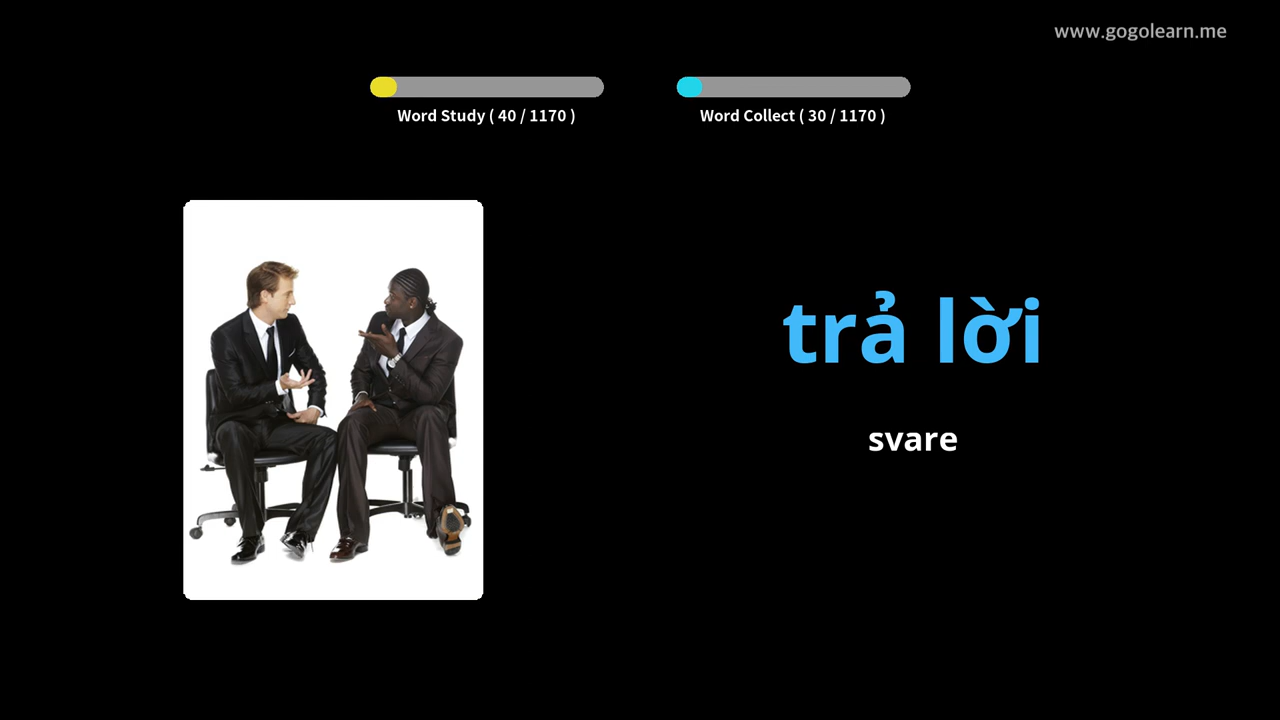 www.gogolearn.me
Word Study ( 40 / 1170 )
Word Collect ( 30 / 1170 )
trả lời
svare